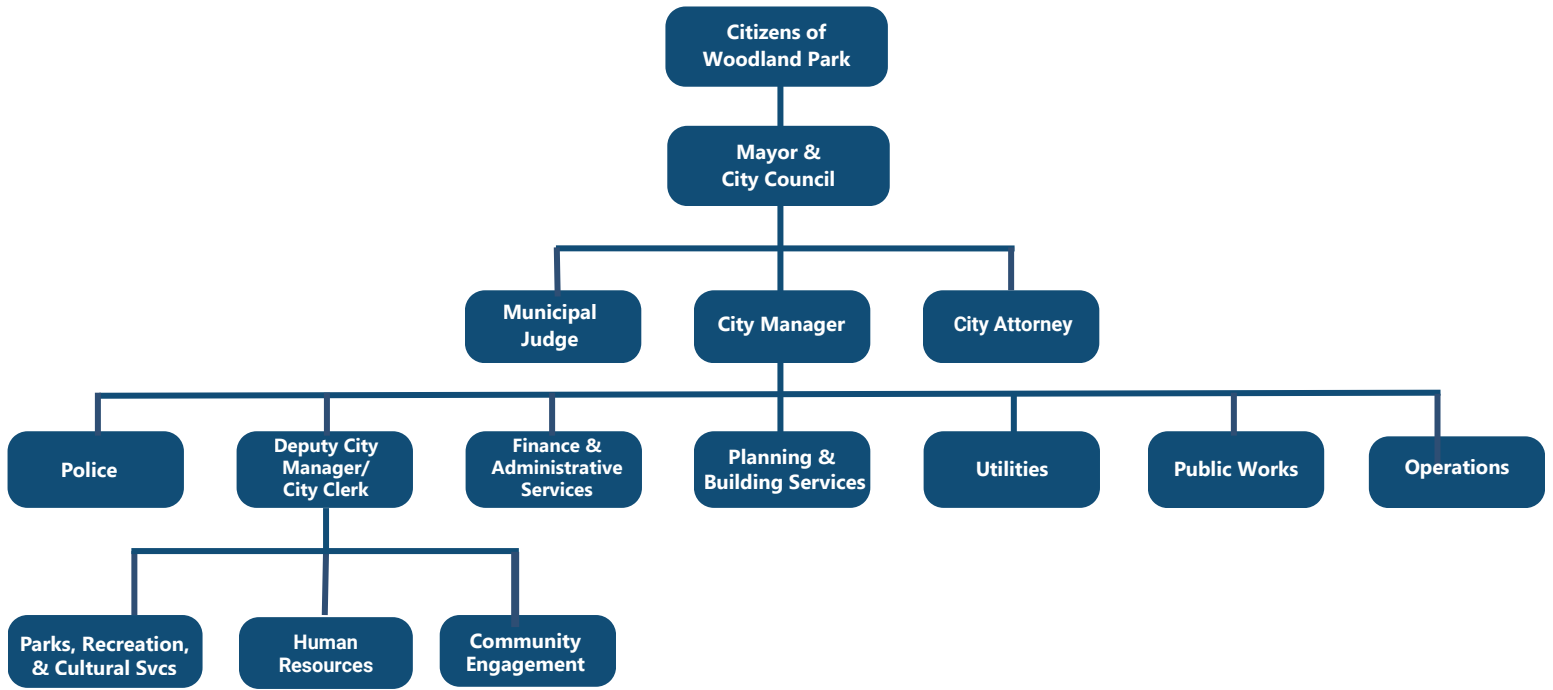 Citizens of
Woodland Park
Mayor &
City Council
Municipal
Judge
City Manager
City Attorney
Police
Deputy City
Manager/
City Clerk
Finance &
Administrative
Services
Planning &
Building Services
Utilities
Public Works
Operations
Parks, Recreation,
& Cultural Svcs
Human
Resources
Community
Engagement